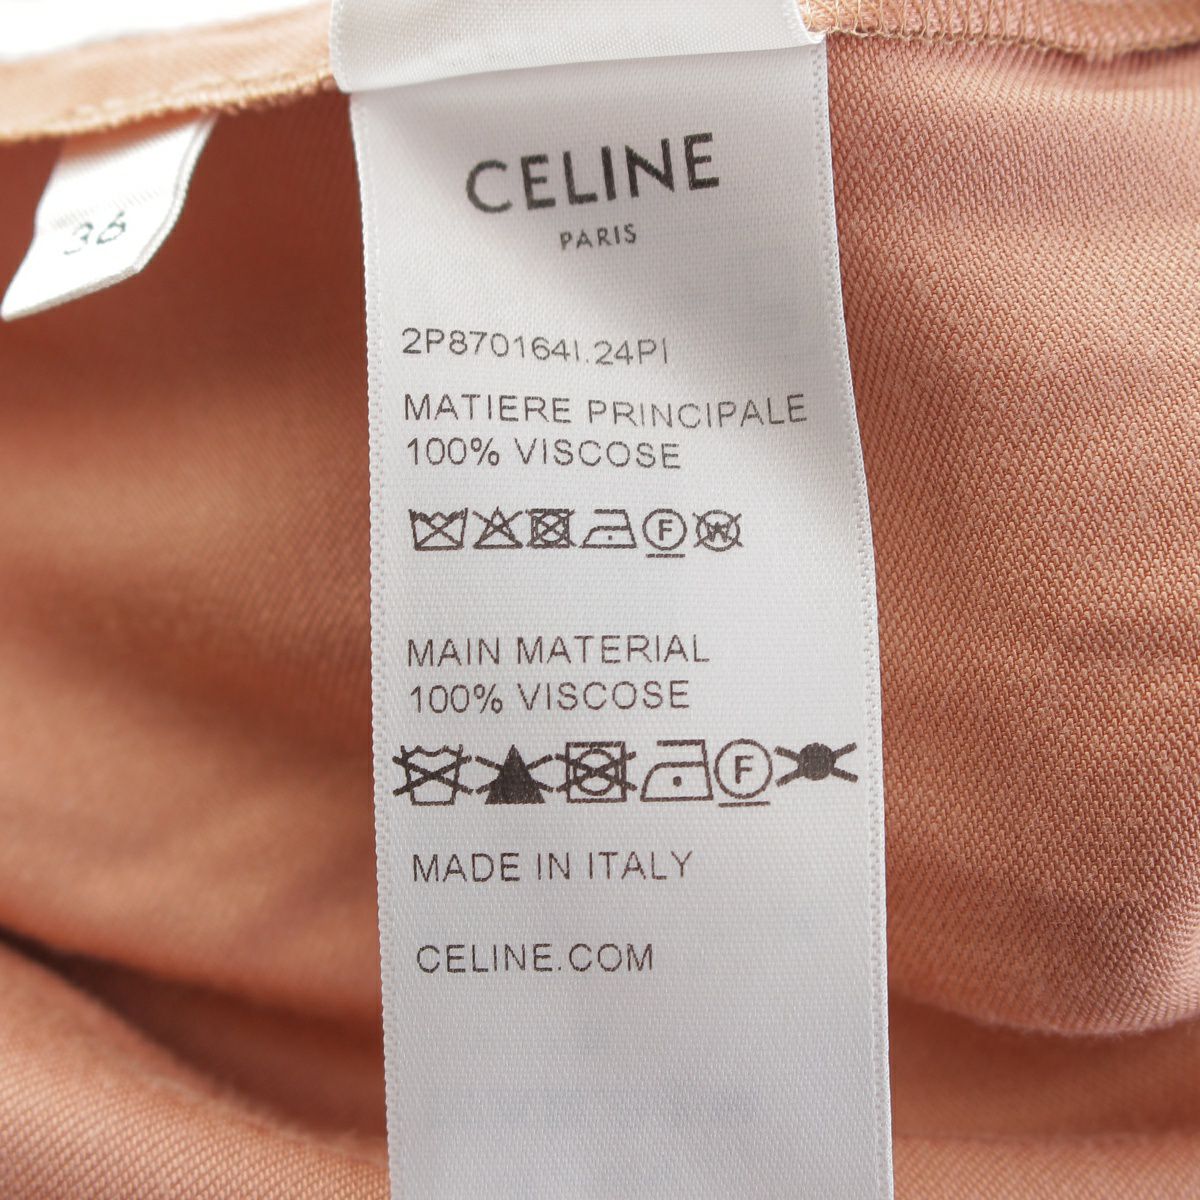 CELINE
PARIS
36
2P870164I.24PI
MATIERE PRINCIPALE
100% VISCOSE
F W
MAIN MATERIAL
100% VISCOSE
F
MADE IN ITALY
CELINE.COM